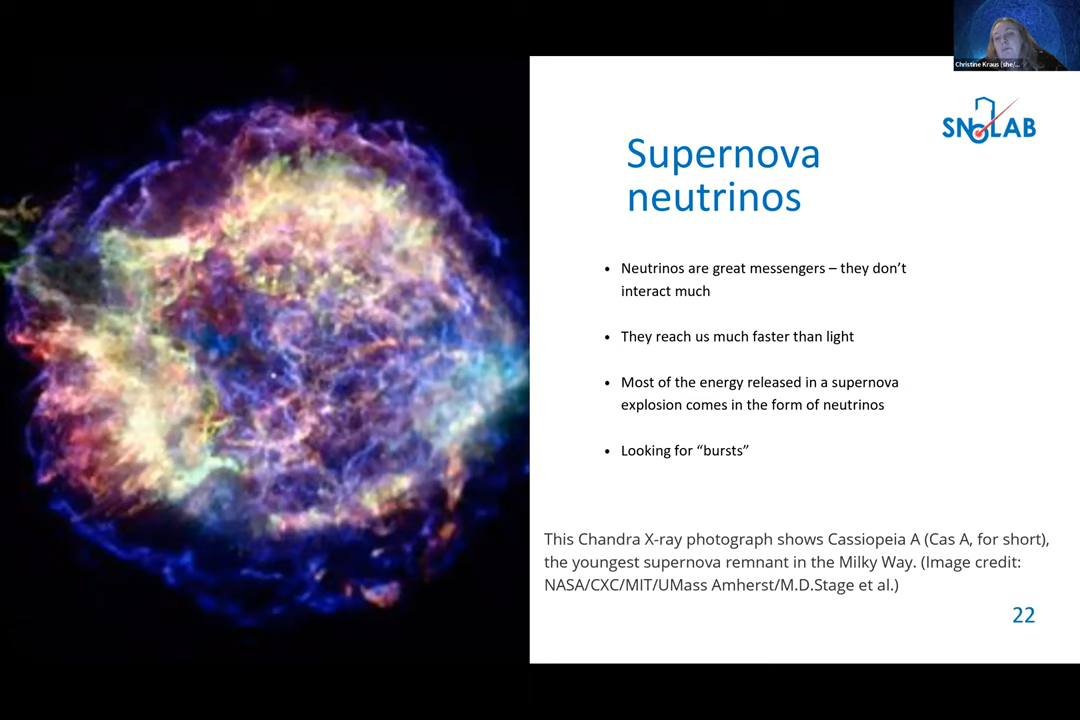 Christine Kraus (she/...
SNOLAB
Supernova
neutrinos
• Neutrinos are great messengers – they don’t
interact much
• They reach us much faster than light
• Most of the energy released in a supernova
explosion comes in the form of neutrinos
• Looking for “bursts”
This Chandra X-ray photograph shows Cassiopeia A (Cas A, for short),
the youngest supernova remnant in the Milky Way. (Image credit:
NASA/CXC/MIT/UMass Amherst/M.D.Stage et al.)
22